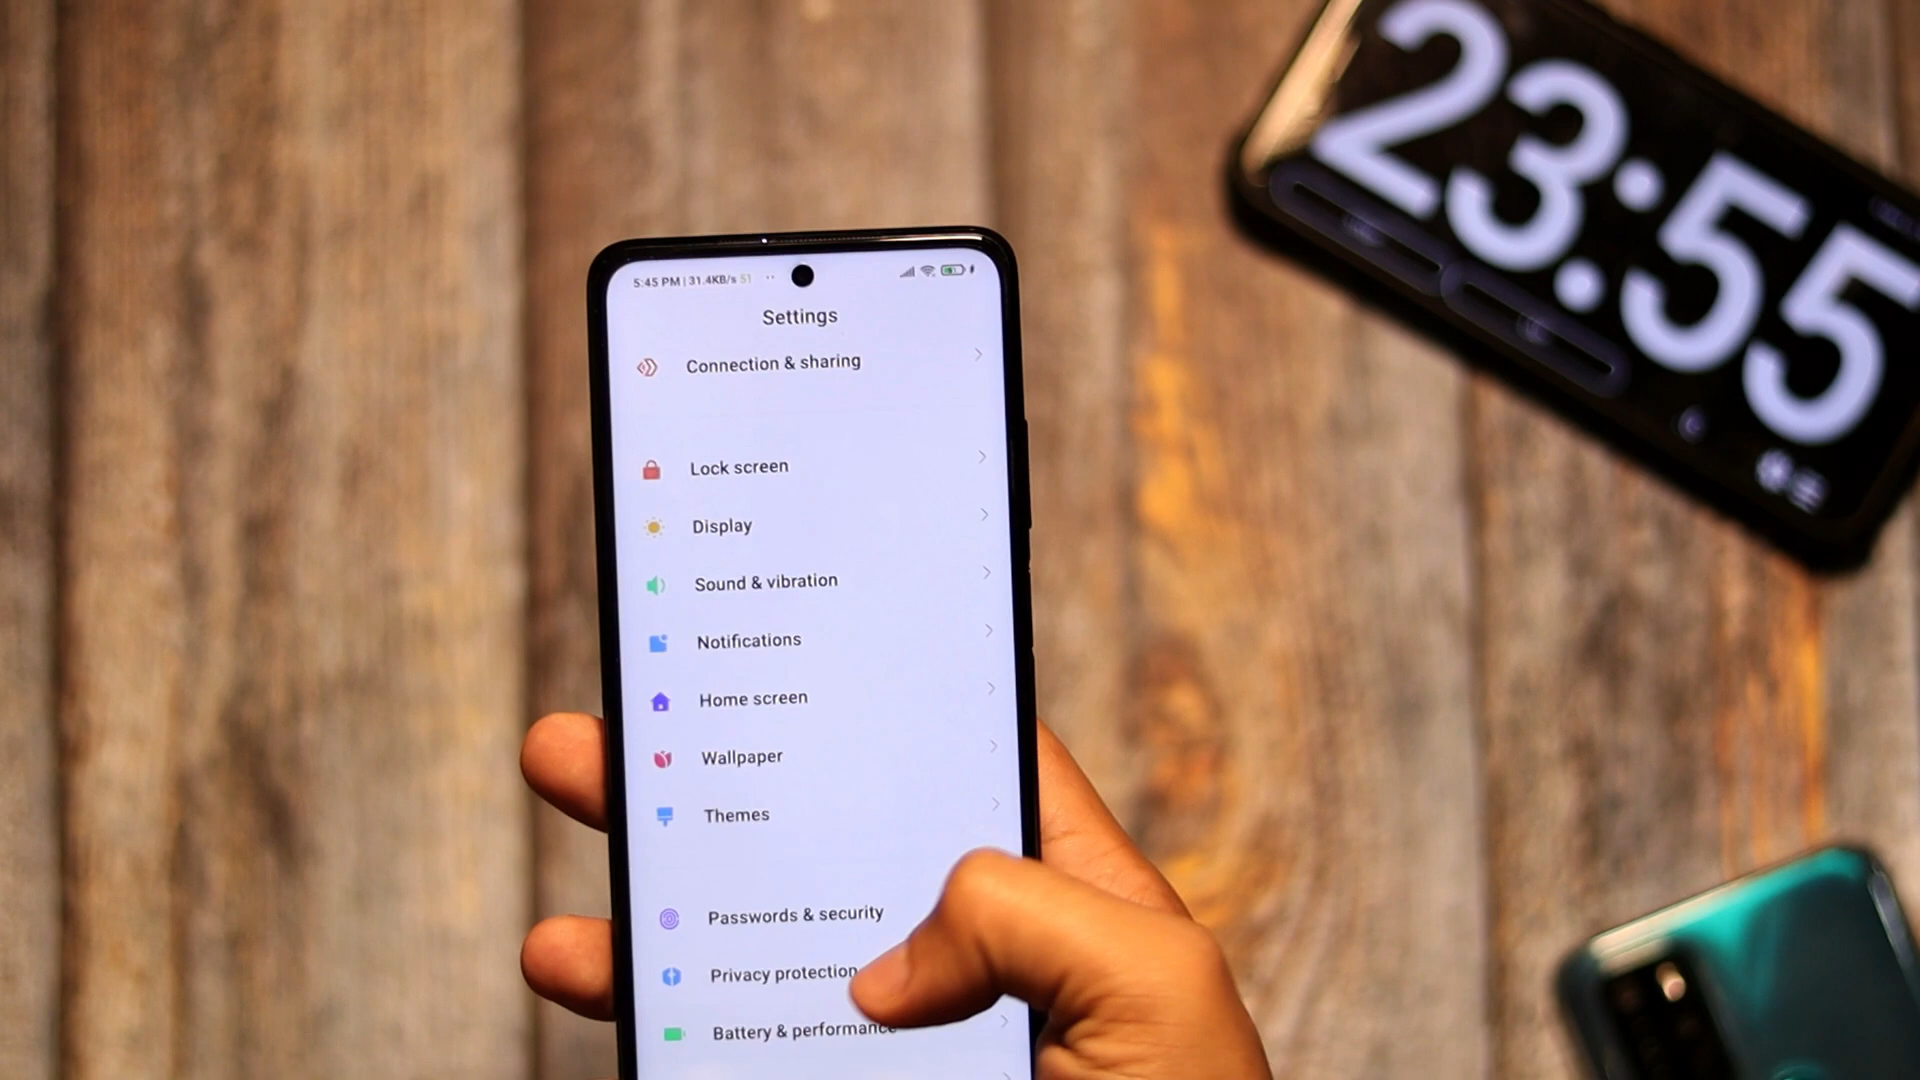 5:45 PM | 31.4KB/s
Settings
Connection & sharing
Lock screen
Display
Sound & vibration
Notifications
Home screen
Wallpaper
Themes
Passwords & security
Privacy protection
Battery & performance
23:55